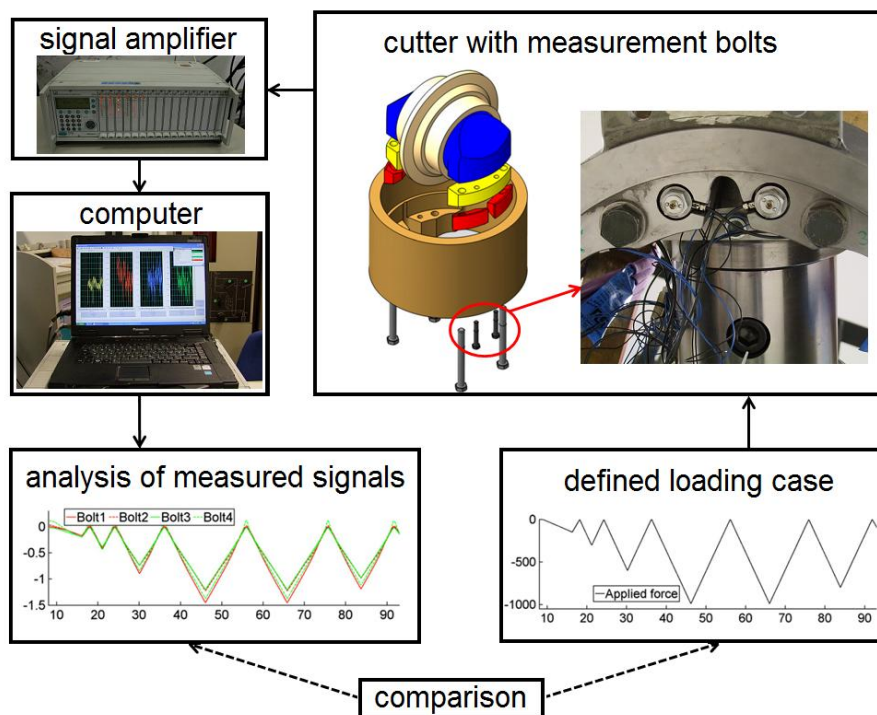 signal amplifier
cutter with measurement bolts
computer
Panasonic
analysis of measured signals
Bolt1 Bolt2 Bolt3 Bolt4
0
-0.5
-1
-1.5
10 20 30 40 50 60 70 80 90
defined loading case
0
-500
-1000
Applied force
10 20 30 40 50 60 70 80 90
comparison